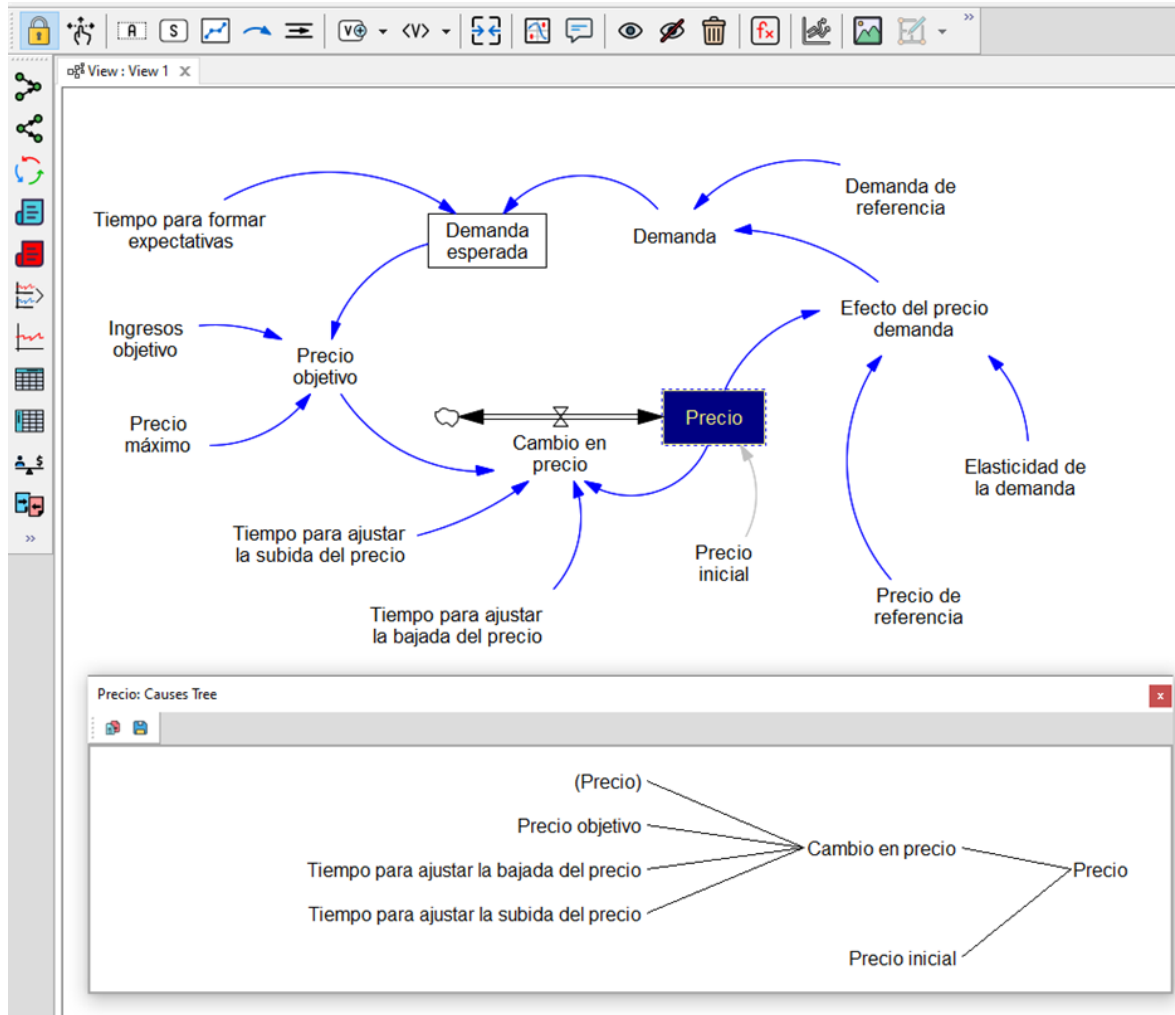 A
S
V
<V>
»
fx
»
View : View 1 X
Demanda de
referencia
Tiempo para formar
expectativas
Demanda
esperada
Demanda
Efecto del precio
demanda
Ingresos
objetivo
Precio
objetivo
Precio
máximo
Precio
Cambio en
precio
Elasticidad de
la demanda
Tiempo para ajustar
la subida del precio
Precio
inicial
Precio de
referencia
Tiempo para ajustar
la bajada del precio
$
»
Precio: Causes Tree
x
(Precio)
Precio objetivo
Cambio en precio
Tiempo para ajustar la bajada del precio
Precio
Tiempo para ajustar la subida del precio
Precio inicial